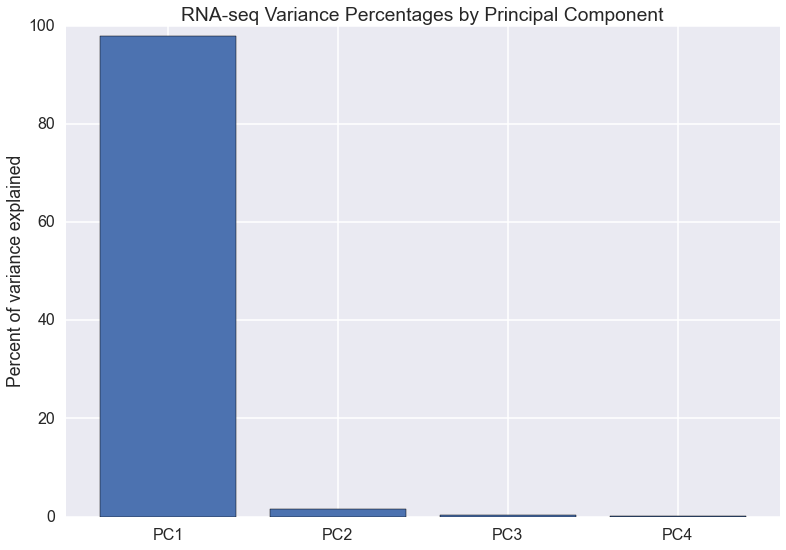 RNA-seq Variance Percentages by Principal Component
Percent of variance explained
100
80
60
40
20
0
PC1
PC2
PC3
PC4